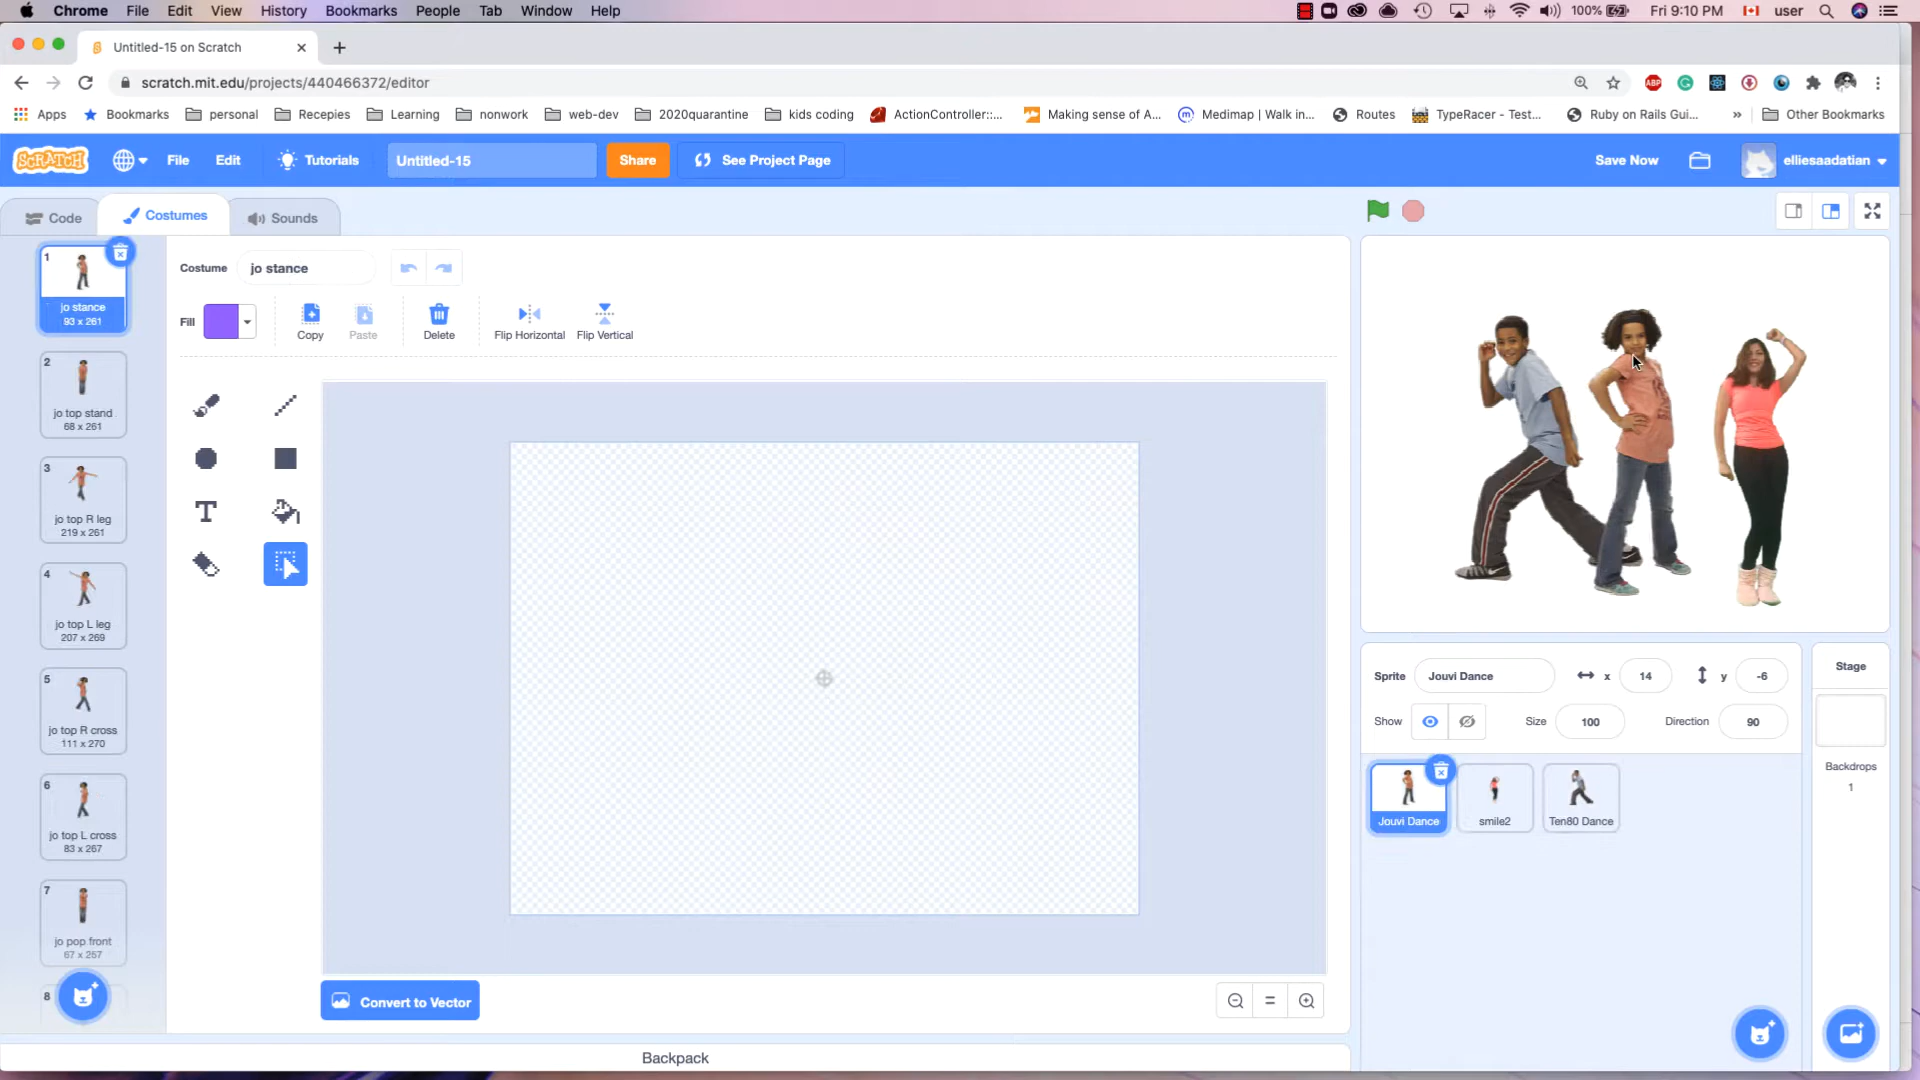 Chrome File Edit View History Bookmarks People Tab Window Help 100% Fri 9:10 PM user
Untitled-15 on Scratch
scratch.mit.edu/projects/440466372/editor ABP
Apps Bookmarks personal Recepies Learning nonwork web-dev 2020quarantine kids coding ActionController::... Making sense of A... Medimap | Walk in... Routes TypeRacer - Test... Ruby on Rails Gui... » Other Bookmarks
SCRATCH File Edit Tutorials Untitled-15 Share See Project Page Save Now elliesaadatian
Code Costumes Sounds
1
jo stance
93 x 261
2
jo top stand
68 x 261
3
jo top R leg
219 x 261
4
jo top L leg
207 x 269
5
jo top R cross
111 x 270
6
jo top L cross
83 x 267
7
jo pop front
67 x 257
8
Costume jo stance
Fill Copy Paste Delete Flip Horizontal Flip Vertical
T
Convert to Vector
Backpack
Sprite Jouvi Dance x 14 y -6
Show Size 100 Direction 90
Jouvi Dance smile2 Ten80 Dance
Stage
Backdrops
1